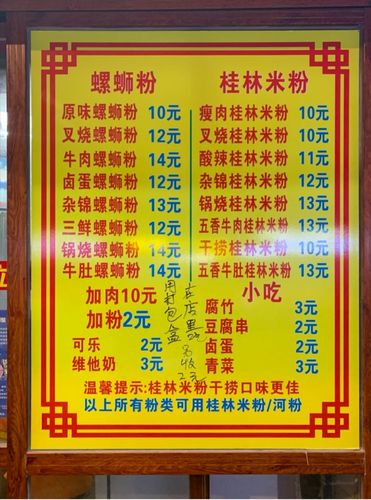 螺蛳粉
原味螺蛳粉 10元
叉烧螺蛳粉 12元
牛肉螺蛳粉 14元
卤蛋螺蛳粉 12元
杂锦螺蛳粉 13元
三鲜螺蛳粉 12元
锅烧螺蛳粉 14元
牛肚螺蛳粉 14元
加肉10元
加粉2元
可乐 2元
维他奶 3元
桂林米粉
瘦肉桂林米粉 10元
叉烧桂林米粉 10元
酸辣桂林米粉 11元
杂锦桂林米粉 12元
锅烧桂林米粉 13元
五香牛肉桂林米粉 13元
干捞桂林米粉 10元
五香牛肚桂林米粉 13元
小吃
腐竹 3元
豆腐串 2元
卤蛋 2元
青菜 3元
用打包盒
在店里吃
另收
温馨提示:桂林米粉干捞口味更佳
以上所有粉类可用桂林米粉/河粉